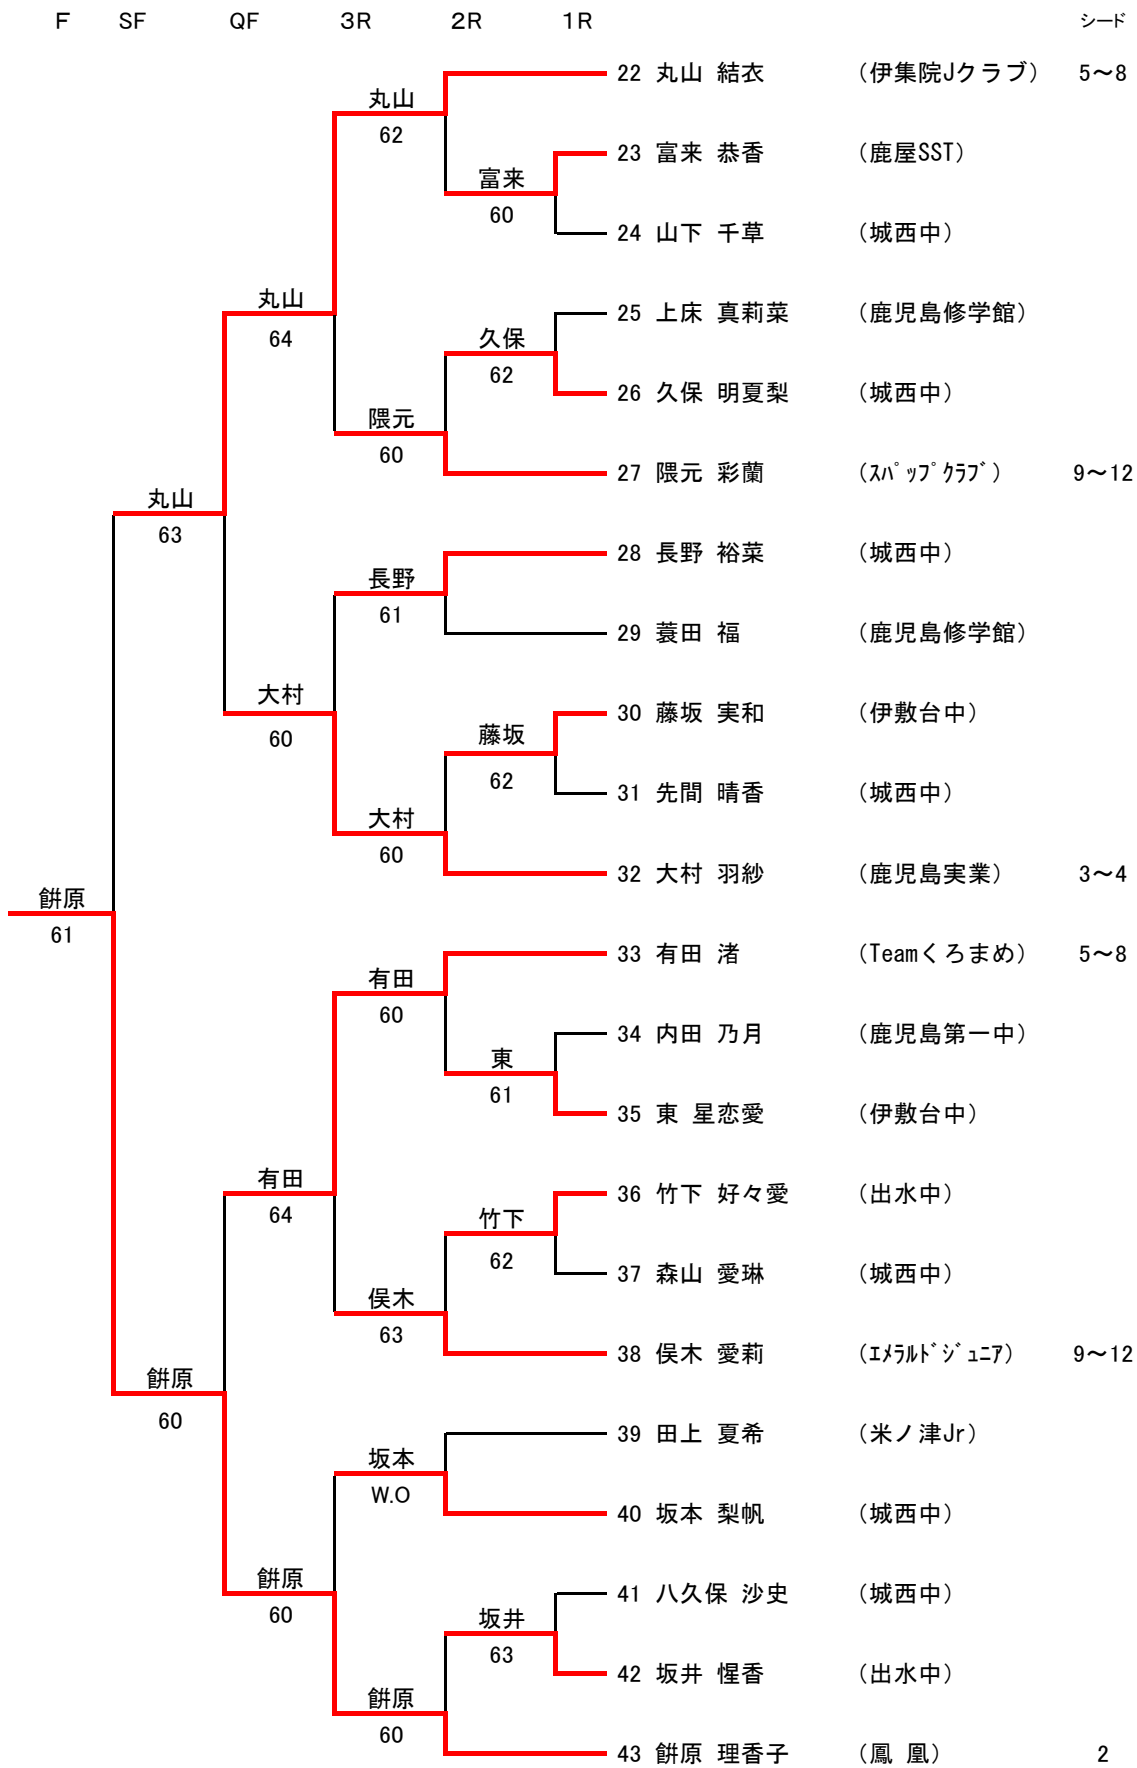 F SF QF 3R 2R 1R シード
22 丸山 結衣 (伊集院Jクラブ) 5～8
丸山
62
23 富来 恭香 (鹿屋SST)
富来
60
24 山下 千草 (城西中)
丸山
64
25 上床 真莉菜 (鹿児島修学館)
久保
62
26 久保 明夏梨 (城西中)
隈元
60
27 隈元 彩蘭 (ｽﾊﾟｯﾌﾟｸﾗﾌﾞ) 9～12
丸山
63
28 長野 裕菜 (城西中)
長野
61
29 蓑田 福 (鹿児島修学館)
大村
60
30 藤坂 実和 (伊敷台中)
藤坂
62
31 先間 晴香 (城西中)
大村
60
32 大村 羽紗 (鹿児島実業) 3～4
餅原
61
33 有田 渚 (Teamくろまめ) 5～8
有田
60
34 内田 乃月 (鹿児島第一中)
東
61
35 東 星恋愛 (伊敷台中)
有田
64
36 竹下 好々愛 (出水中)
竹下
62
37 森山 愛琳 (城西中)
俣木
63
38 俣木 愛莉 (ｴﾒﾗﾙﾄﾞｼﾞｭﾆｱ) 9～12
餅原
60
39 田上 夏希 (米ノ津Jr)
坂本
W.O
40 坂本 梨帆 (城西中)
餅原
60
41 八久保 沙史 (城西中)
坂井
63
42 坂井 惺香 (出水中)
餅原
60
43 餅原 理香子 (鳳 凰) 2